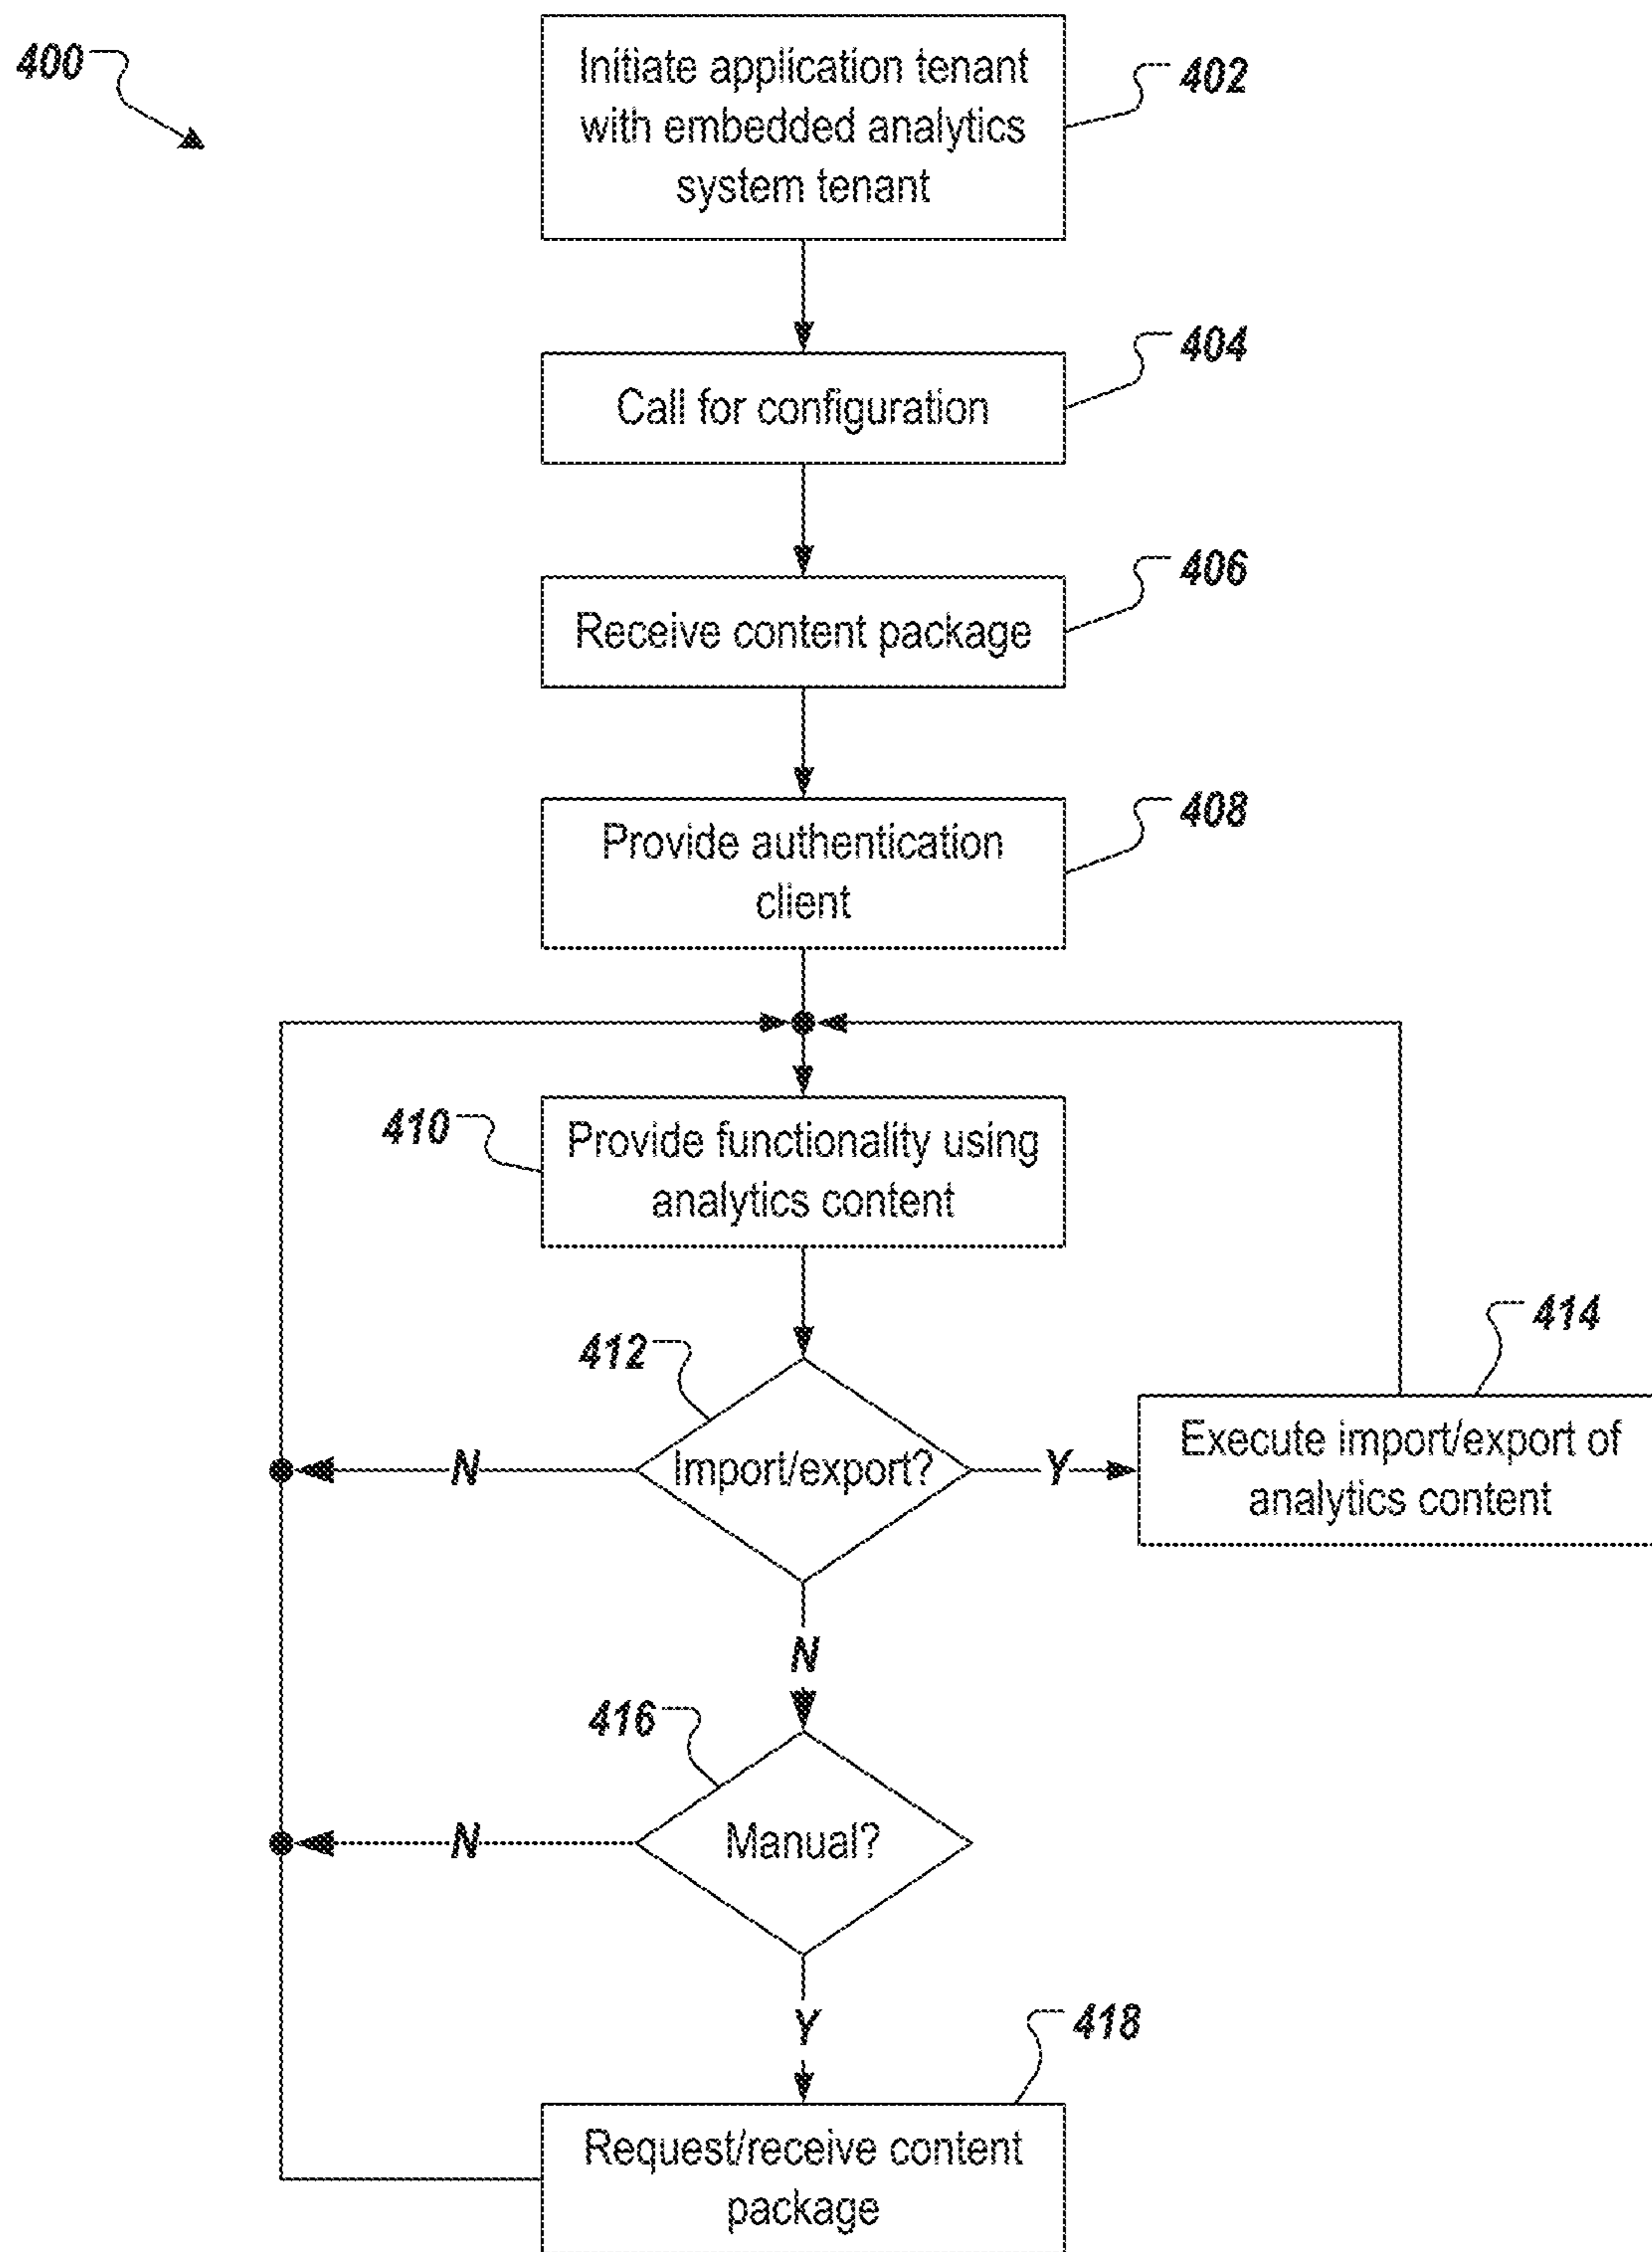 400
Initiate application tenant
with embedded analytics
system tenant
402
Call for configuration
404
Receive content package
406
Provide authentication
client
408
410
Provide functionality using
analytics content
412
Import/export?
N
Y
414
Execute import/export of
analytics content
N
416
Manual?
N
Y
418
Request/receive content
package